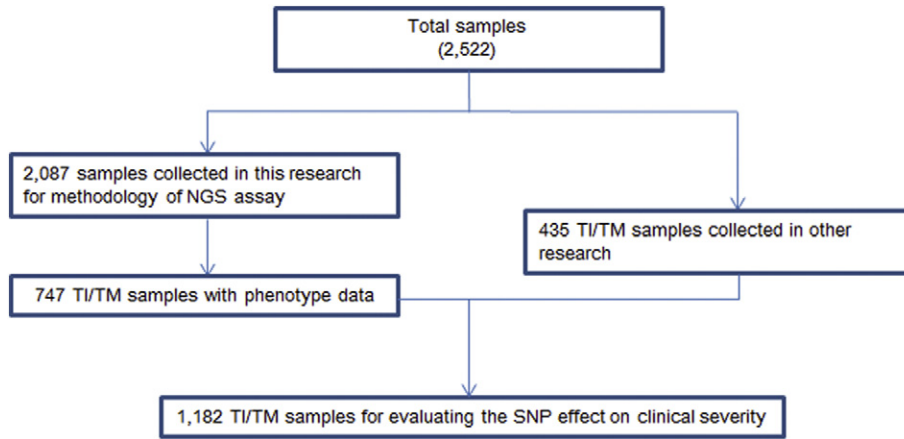 Total samples
(2,522)
2,087 samples collected in this research
for methodology of NGS assay
435 TI/TM samples collected in other
research
747 TI/TM samples with phenotype data
1,182 TI/TM samples for evaluating the SNP effect on clinical severity